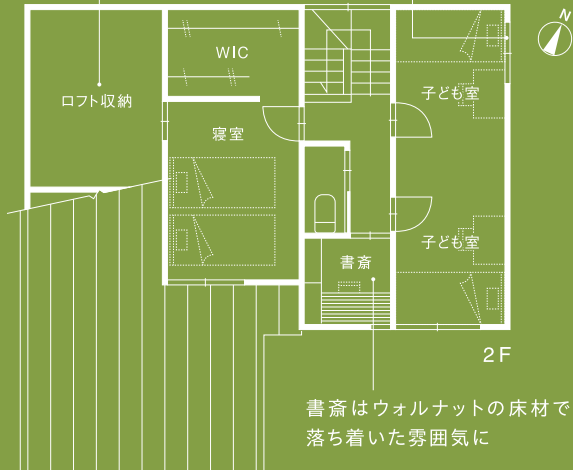 N
WIC
ロフト収納
子ども室
寝室
子ども室
書斎
2F
書斎はウォルナットの床材で
落ち着いた雰囲気に